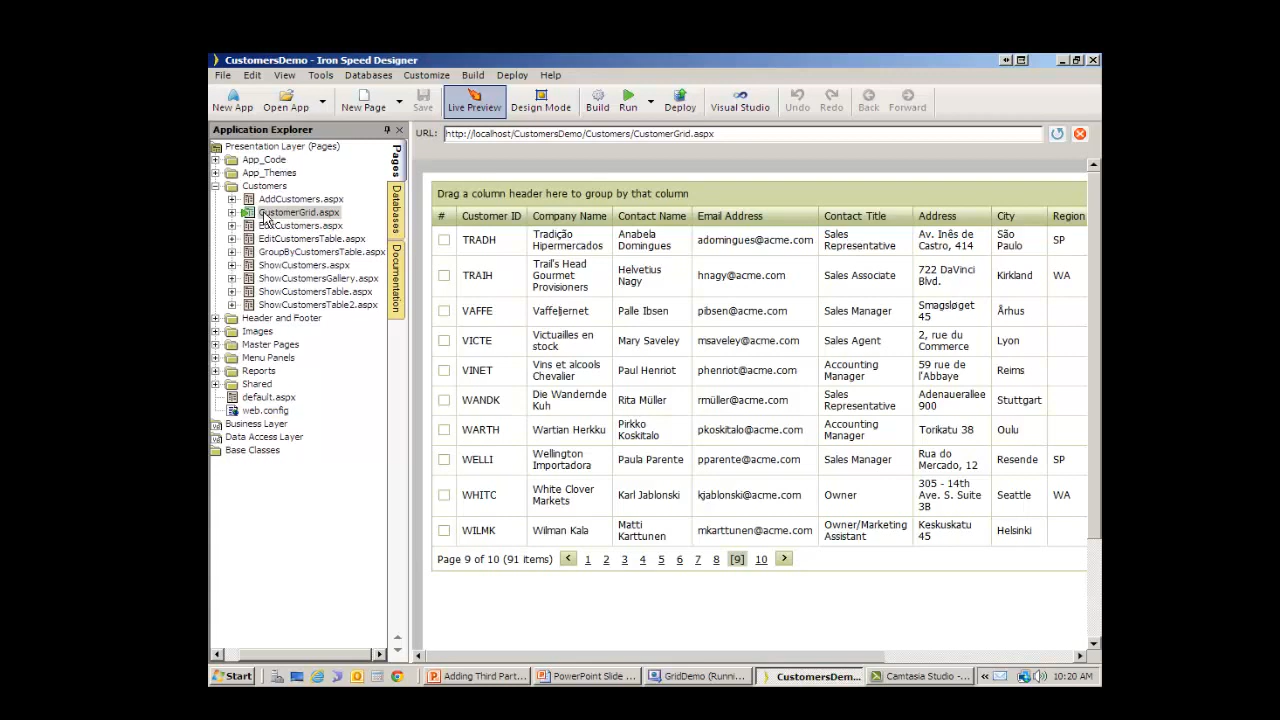 CustomersDemo - Iron Speed Designer
File Edit View Tools Databases Customize Build Deploy Help
New App Open App New Page Save Live Preview Design Mode Build Run Deploy Visual Studio Undo Redo Back Forward
Application Explorer
URL: http://localhost/CustomersDemo/Customers/CustomerGrid.aspx
Presentation Layer (Pages)
App_Code
App_Themes
Customers
AddCustomers.aspx
CustomerGrid.aspx
EditCustomers.aspx
EditCustomersTable.aspx
GroupByCustomersTable.aspx
ShowCustomers.aspx
ShowCustomersGallery.aspx
ShowCustomersTable.aspx
ShowCustomersTable2.aspx
Header and Footer
Images
Master Pages
Menu Panels
Reports
Shared
default.aspx
web.config
Business Layer
Data Access Layer
Base Classes
Pages
Databases
Documentation
Drag a column header here to group by that column
# Customer ID Company Name Contact Name Email Address Contact Title Address City Region
TRADH Tradição Hipermercados Anabela Domingues adomingues@acme.com Sales Representative Av. Inês de Castro, 414 São Paulo SP
TRAIH Trail's Head Gourmet Provisioners Helvetius Nagy hnagy@acme.com Sales Associate 722 DaVinci Blvd. Kirkland WA
VAFFE Vaffeljernet Palle Ibsen pibsen@acme.com Sales Manager Smagsløget 45 Århus
VICTE Victuailles en stock Mary Saveley msaveley@acme.com Sales Agent 2, rue du Commerce Lyon
VINET Vins et alcools Chevalier Paul Henriot phenriot@acme.com Accounting Manager 59 rue de l'Abbaye Reims
WANDK Die Wandernde Kuh Rita Müller rmüller@acme.com Sales Representative Adenauerallee 900 Stuttgart
WARTH Wartian Herkku Pirkko Koskitalo pkoskitalo@acme.com Accounting Manager Torikatu 38 Oulu
WELLI Wellington Importadora Paula Parente pparente@acme.com Sales Manager Rua do Mercado, 12 Resende SP
WHITC White Clover Markets Karl Jablonski kjablonski@acme.com Owner 305 - 14th Ave. S. Suite 3B Seattle WA
WILMK Wilman Kala Matti Karttunen mkarttunen@acme.com Owner/Marketing Assistant Keskuskatu 45 Helsinki
Page 9 of 10 (91 items) < 1 2 3 4 5 6 7 8 [9] 10 >
Start Adding Third Part... PowerPoint Slide ... GridDemo (Runni... CustomersDem... Camtasia Studio -... « 10:20 AM